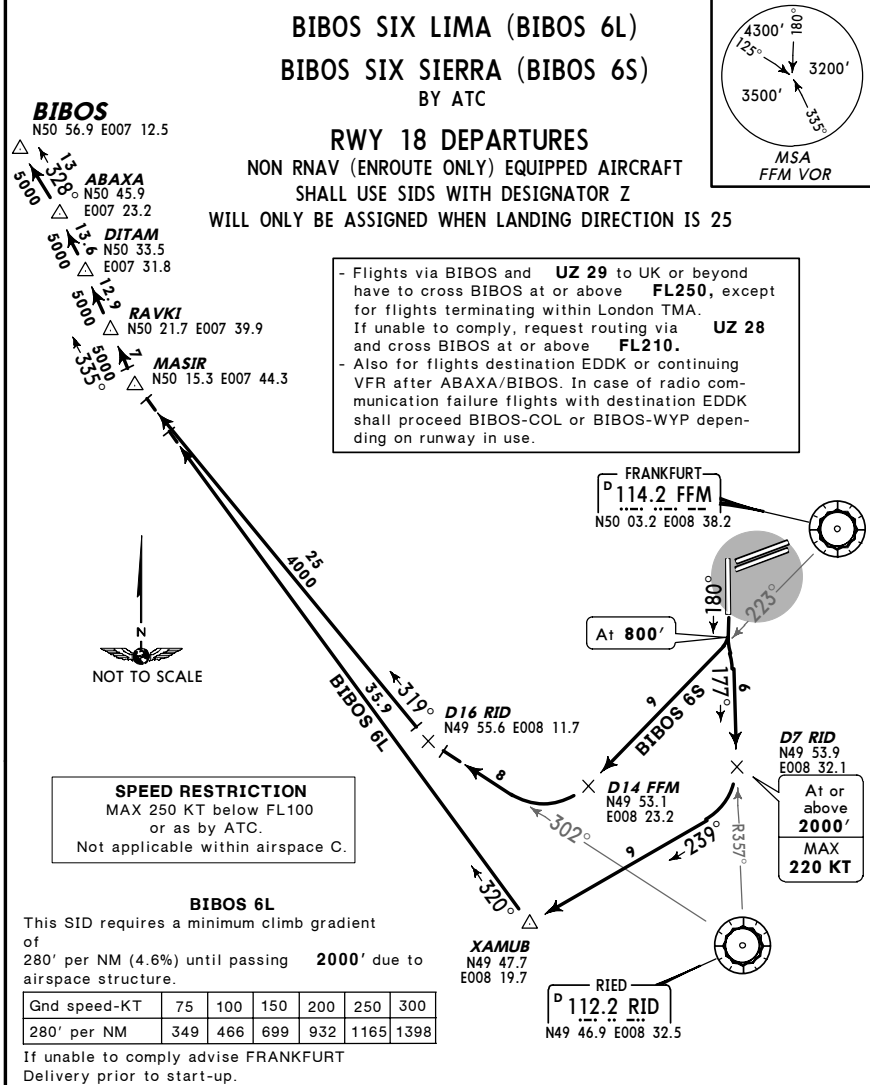 BIBOS SIX LIMA (BIBOS 6L)
BIBOS SIX SIERRA (BIBOS 6S)
BY ATC
RWY 18 DEPARTURES
NON RNAV (ENROUTE ONLY) EQUIPPED AIRCRAFT
SHALL USE SIDS WITH DESIGNATOR Z
WILL ONLY BE ASSIGNED WHEN LANDING DIRECTION IS 25
4300'
180°
125°
3200'
3500'
335°
MSA
FFM VOR
BIBOS
N50 56.9 E007 12.5
13
328°
5000
ABAXA
N50 45.9
E007 23.2
13.6
5000
DITAM
N50 33.5
E007 31.8
12.9
5000
RAVKI
N50 21.7 E007 39.9
7
5000
335°
MASIR
N50 15.3 E007 44.3
- Flights via BIBOS and UZ 29 to UK or beyond
have to cross BIBOS at or above FL250, except
for flights terminating within London TMA.
If unable to comply, request routing via UZ 28
and cross BIBOS at or above FL210.
- Also for flights destination EDDK or continuing
VFR after ABAXA/BIBOS. In case of radio com-
munication failure flights with destination EDDK
shall proceed BIBOS-COL or BIBOS-WYP depen-
ding on runway in use.
FRANKFURT
D 114.2 FFM
N50 03.2 E008 38.2
180°
223°
At 800'
25
4000
N
NOT TO SCALE
BIBOS 6L
35.9
319°
D16 RID
N49 55.6 E008 11.7
9
BIBOS 6S
177°
6
D7 RID
N49 53.9
E008 32.1
At or
above
2000'
MAX
220 KT
8
D14 FFM
N49 53.1
E008 23.2
302°
239°
9
R357°
320°
XAMUB
N49 47.7
E008 19.7
RIED
D 112.2 RID
N49 46.9 E008 32.5
SPEED RESTRICTION
MAX 250 KT below FL100
or as by ATC.
Not applicable within airspace C.
BIBOS 6L
This SID requires a minimum climb gradient
of
280' per NM (4.6%) until passing 2000' due to
airspace structure.
Gnd speed-KT 75 100 150 200 250 300
280' per NM 349 466 699 932 1165 1398
If unable to comply advise FRANKFURT
Delivery prior to start-up.